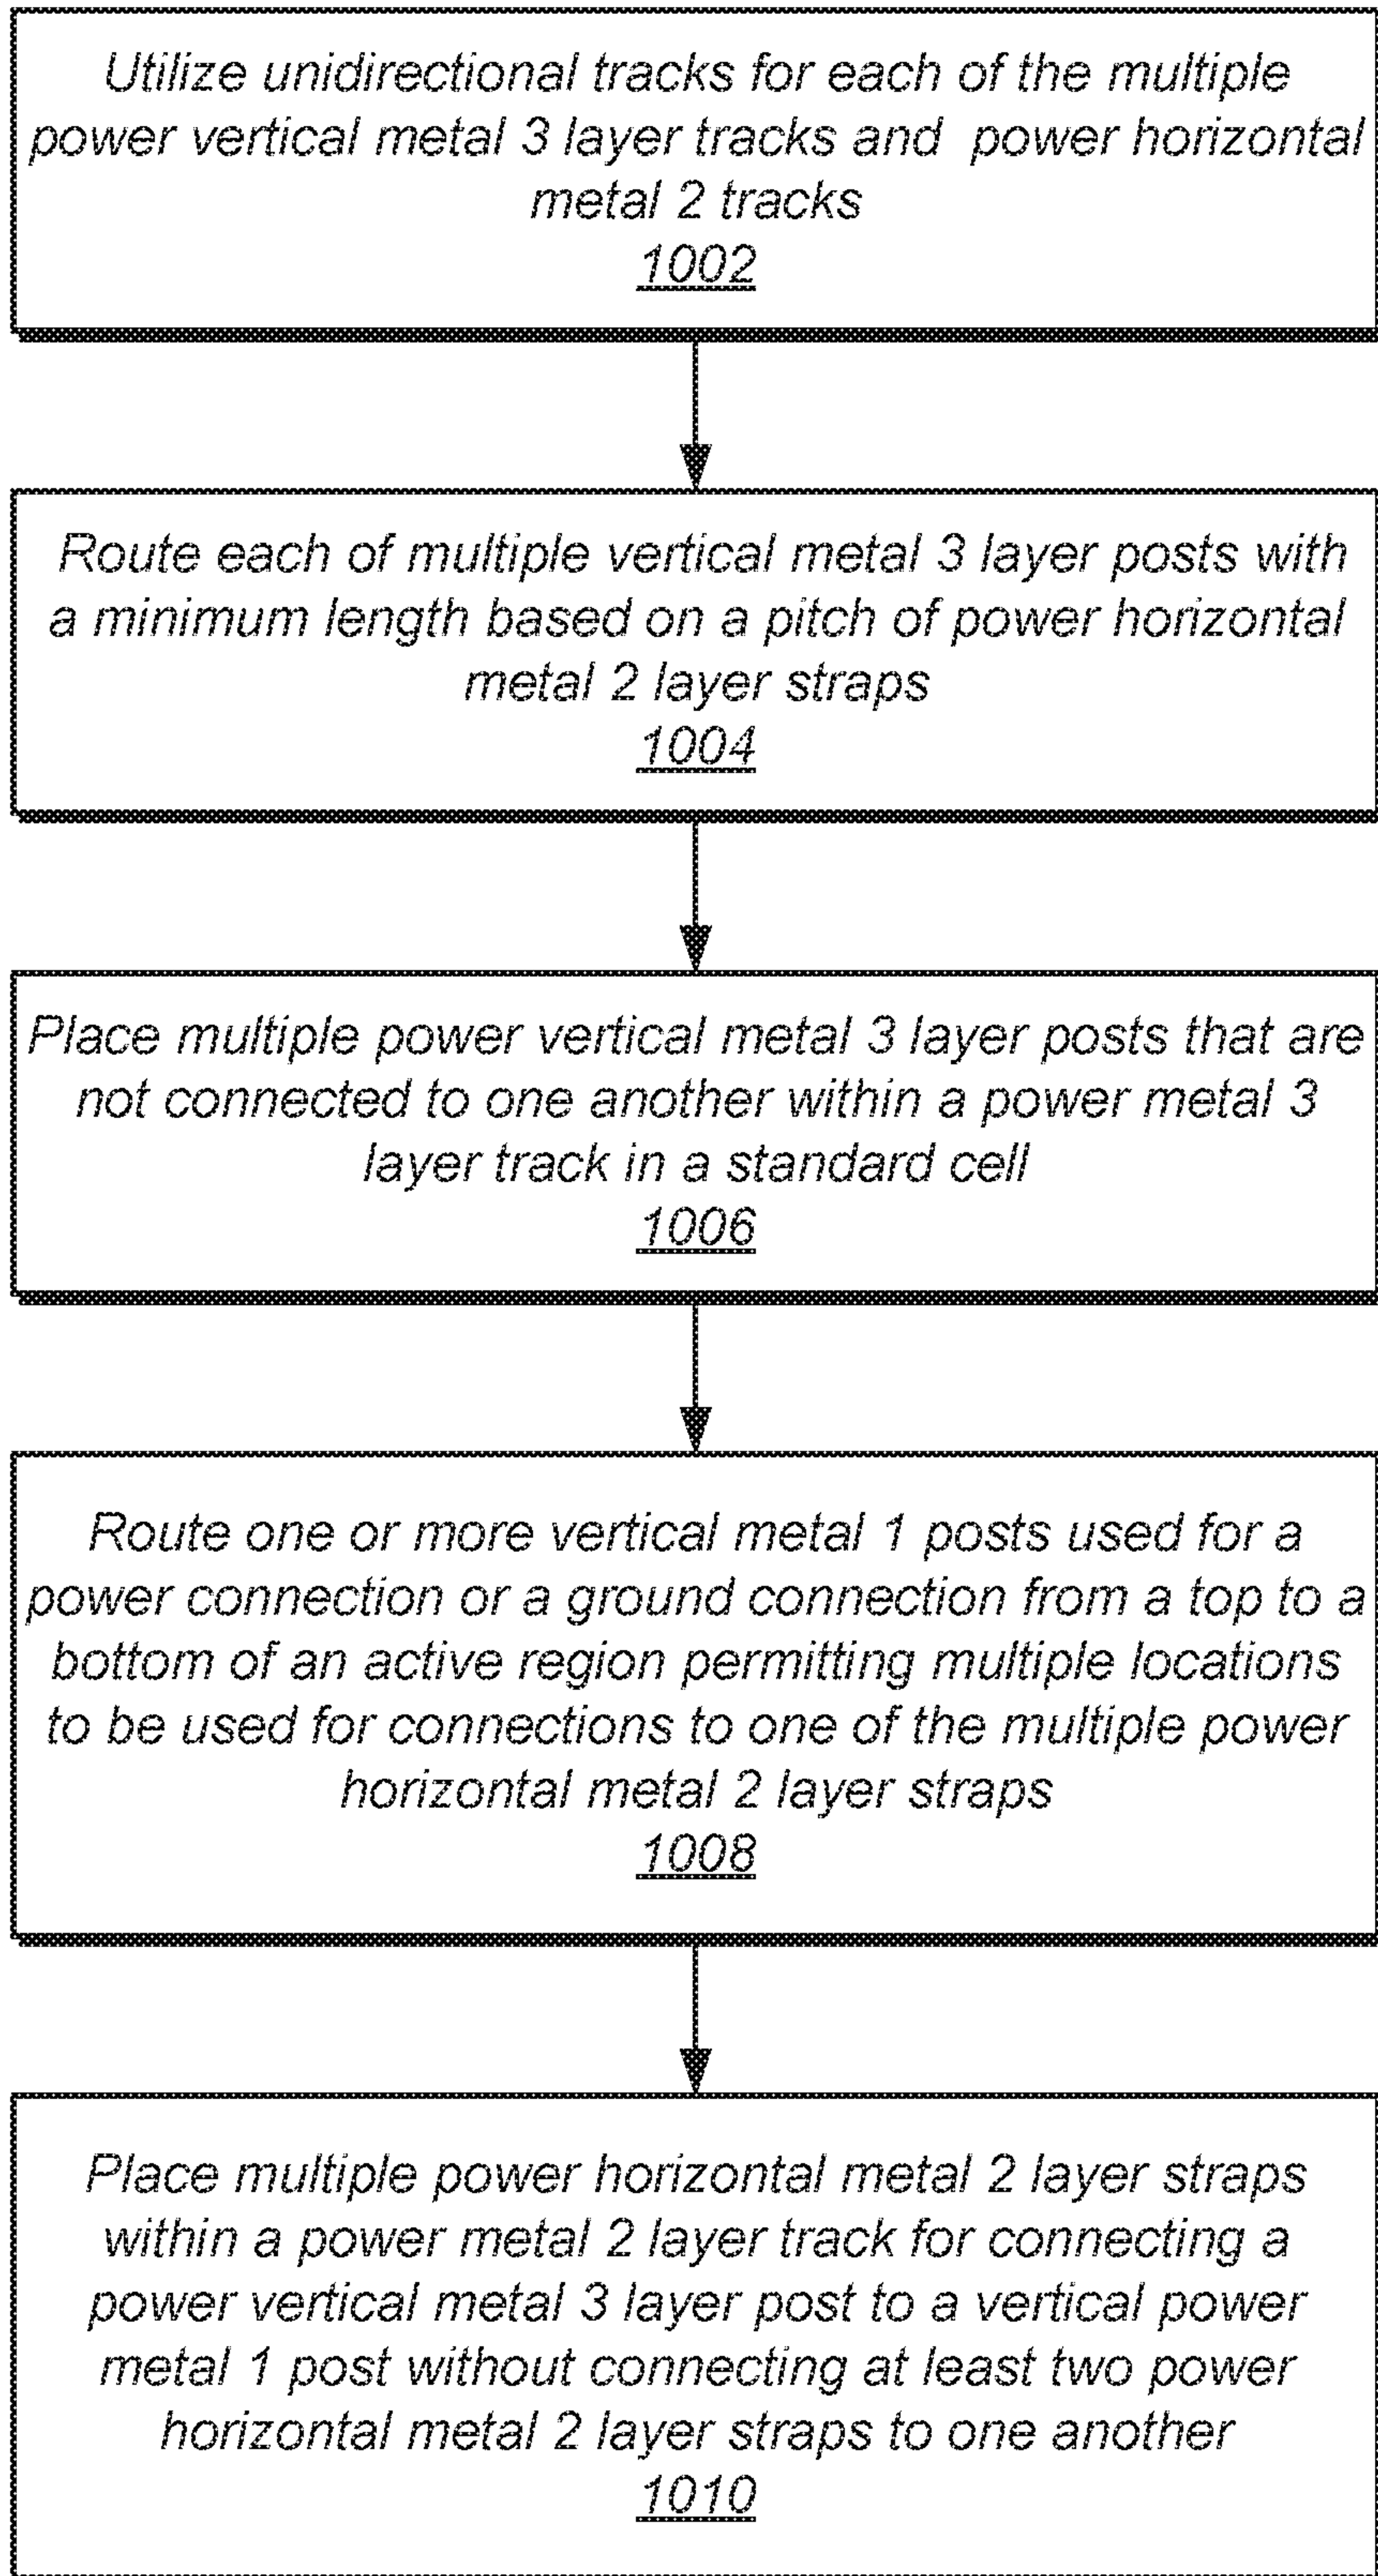 Utilize unidirectional tracks for each of the multiple
power vertical metal 3 layer tracks and power horizontal
metal 2 tracks
1002
Route each of multiple vertical metal 3 layer posts with
a minimum length based on a pitch of power horizontal
metal 2 layer straps
1004
Place multiple power vertical metal 3 layer posts that are
not connected to one another within a power metal 3
layer track in a standard cell
1006
Route one or more vertical metal 1 posts used for a
power connection or a ground connection from a top to a
bottom of an active region permitting multiple locations
to be used for connections to one of the multiple power
horizontal metal 2 layer straps
1008
Place multiple power horizontal metal 2 layer straps
within a power metal 2 layer track for connecting a
power vertical metal 3 layer post to a vertical power
metal 1 post without connecting at least two power
horizontal metal 2 layer straps to one another
1010